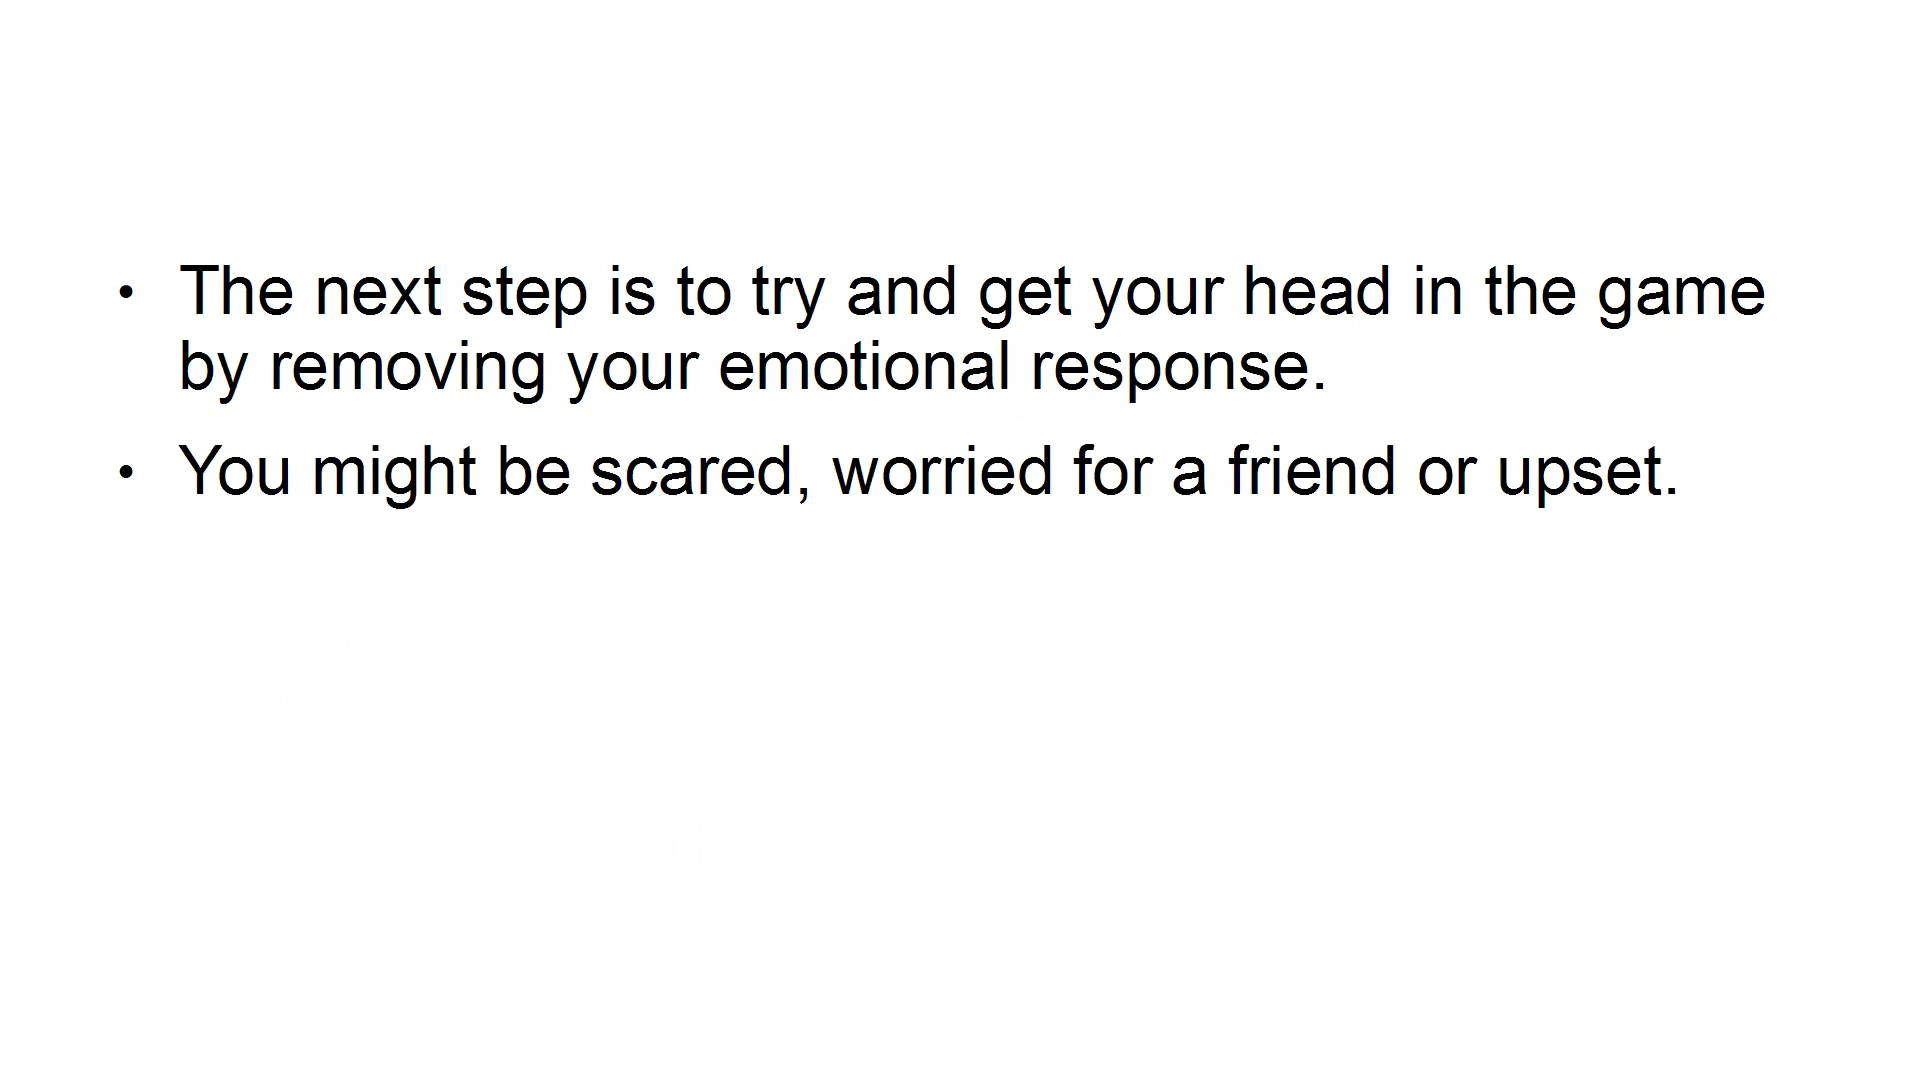 • The next step is to try and get your head in the game
by removing your emotional response.
• You might be scared, worried for a friend or upset.